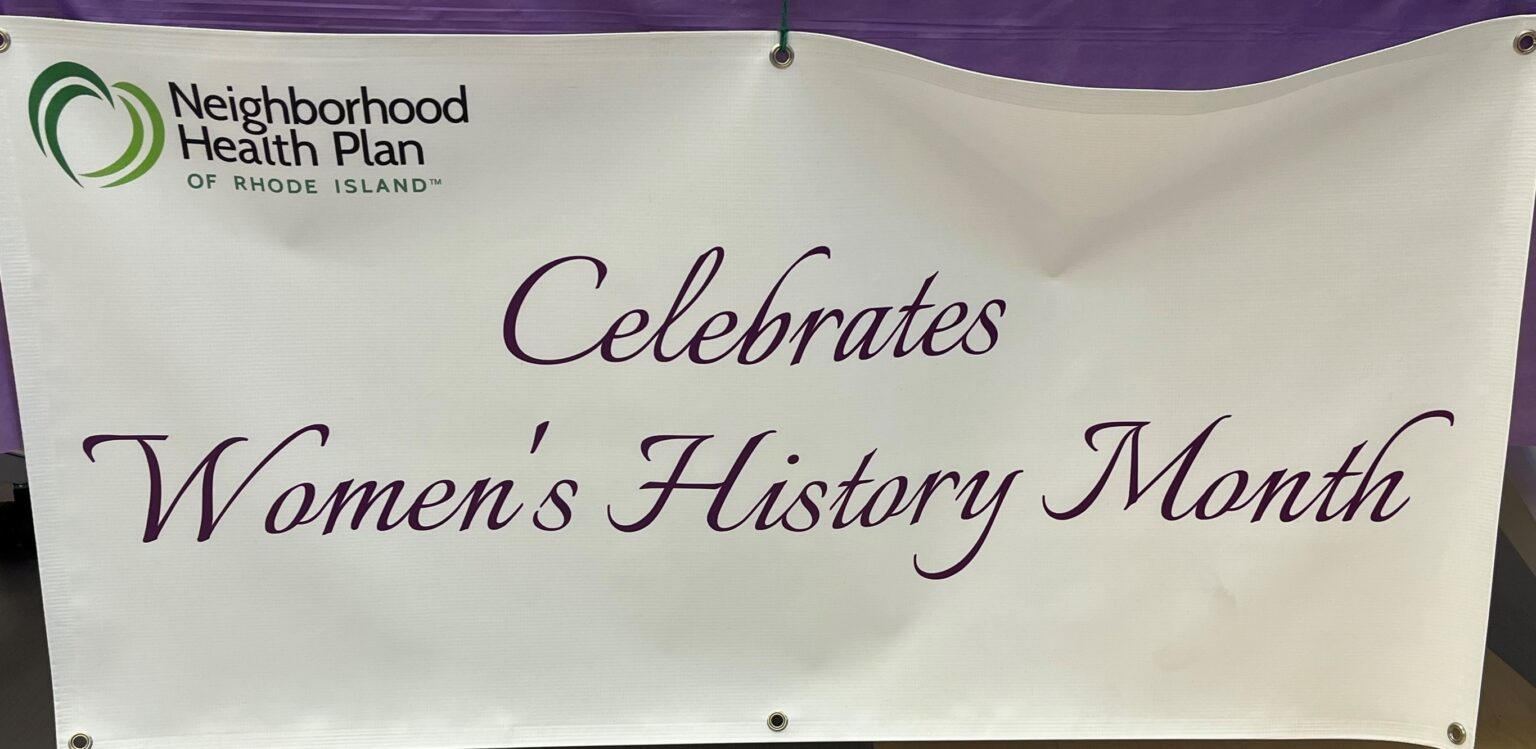 Neighborhood
Health Plan
OF RHODE ISLAND™
Celebrates
Women's History Month